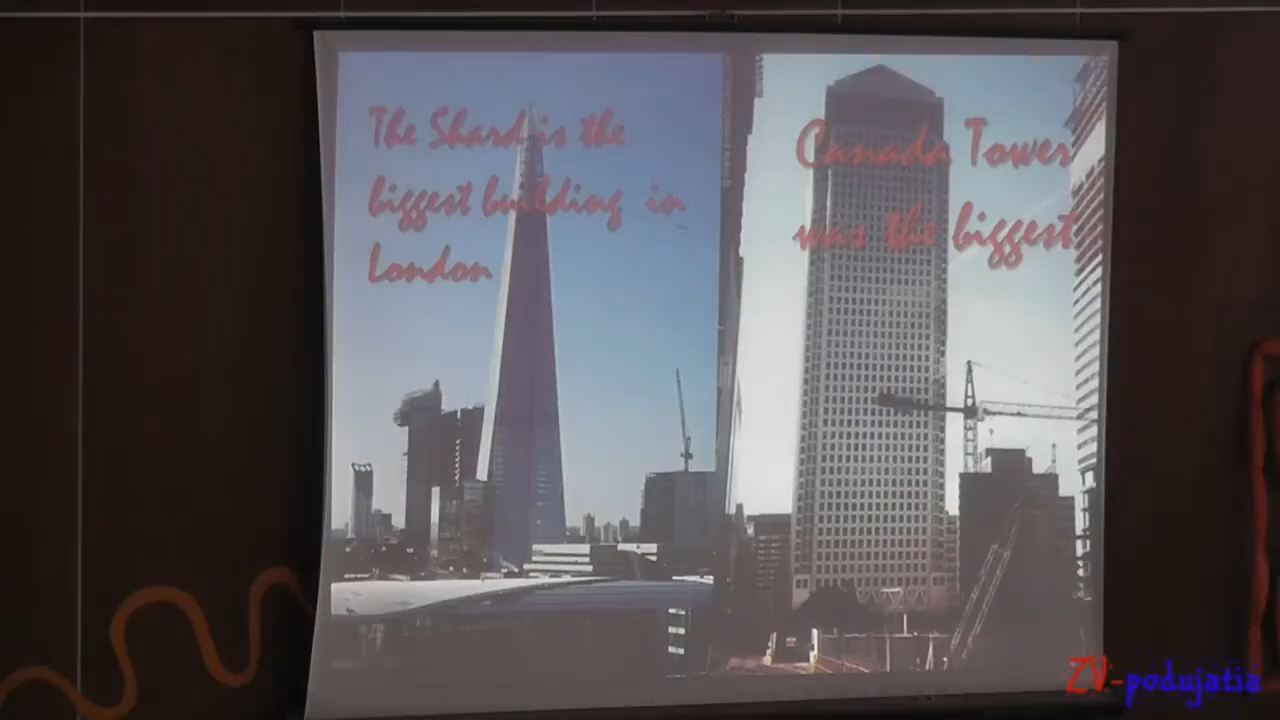 The Shard is the
biggest building in
London
Canada Tower
was the biggest
ZV-podujatia